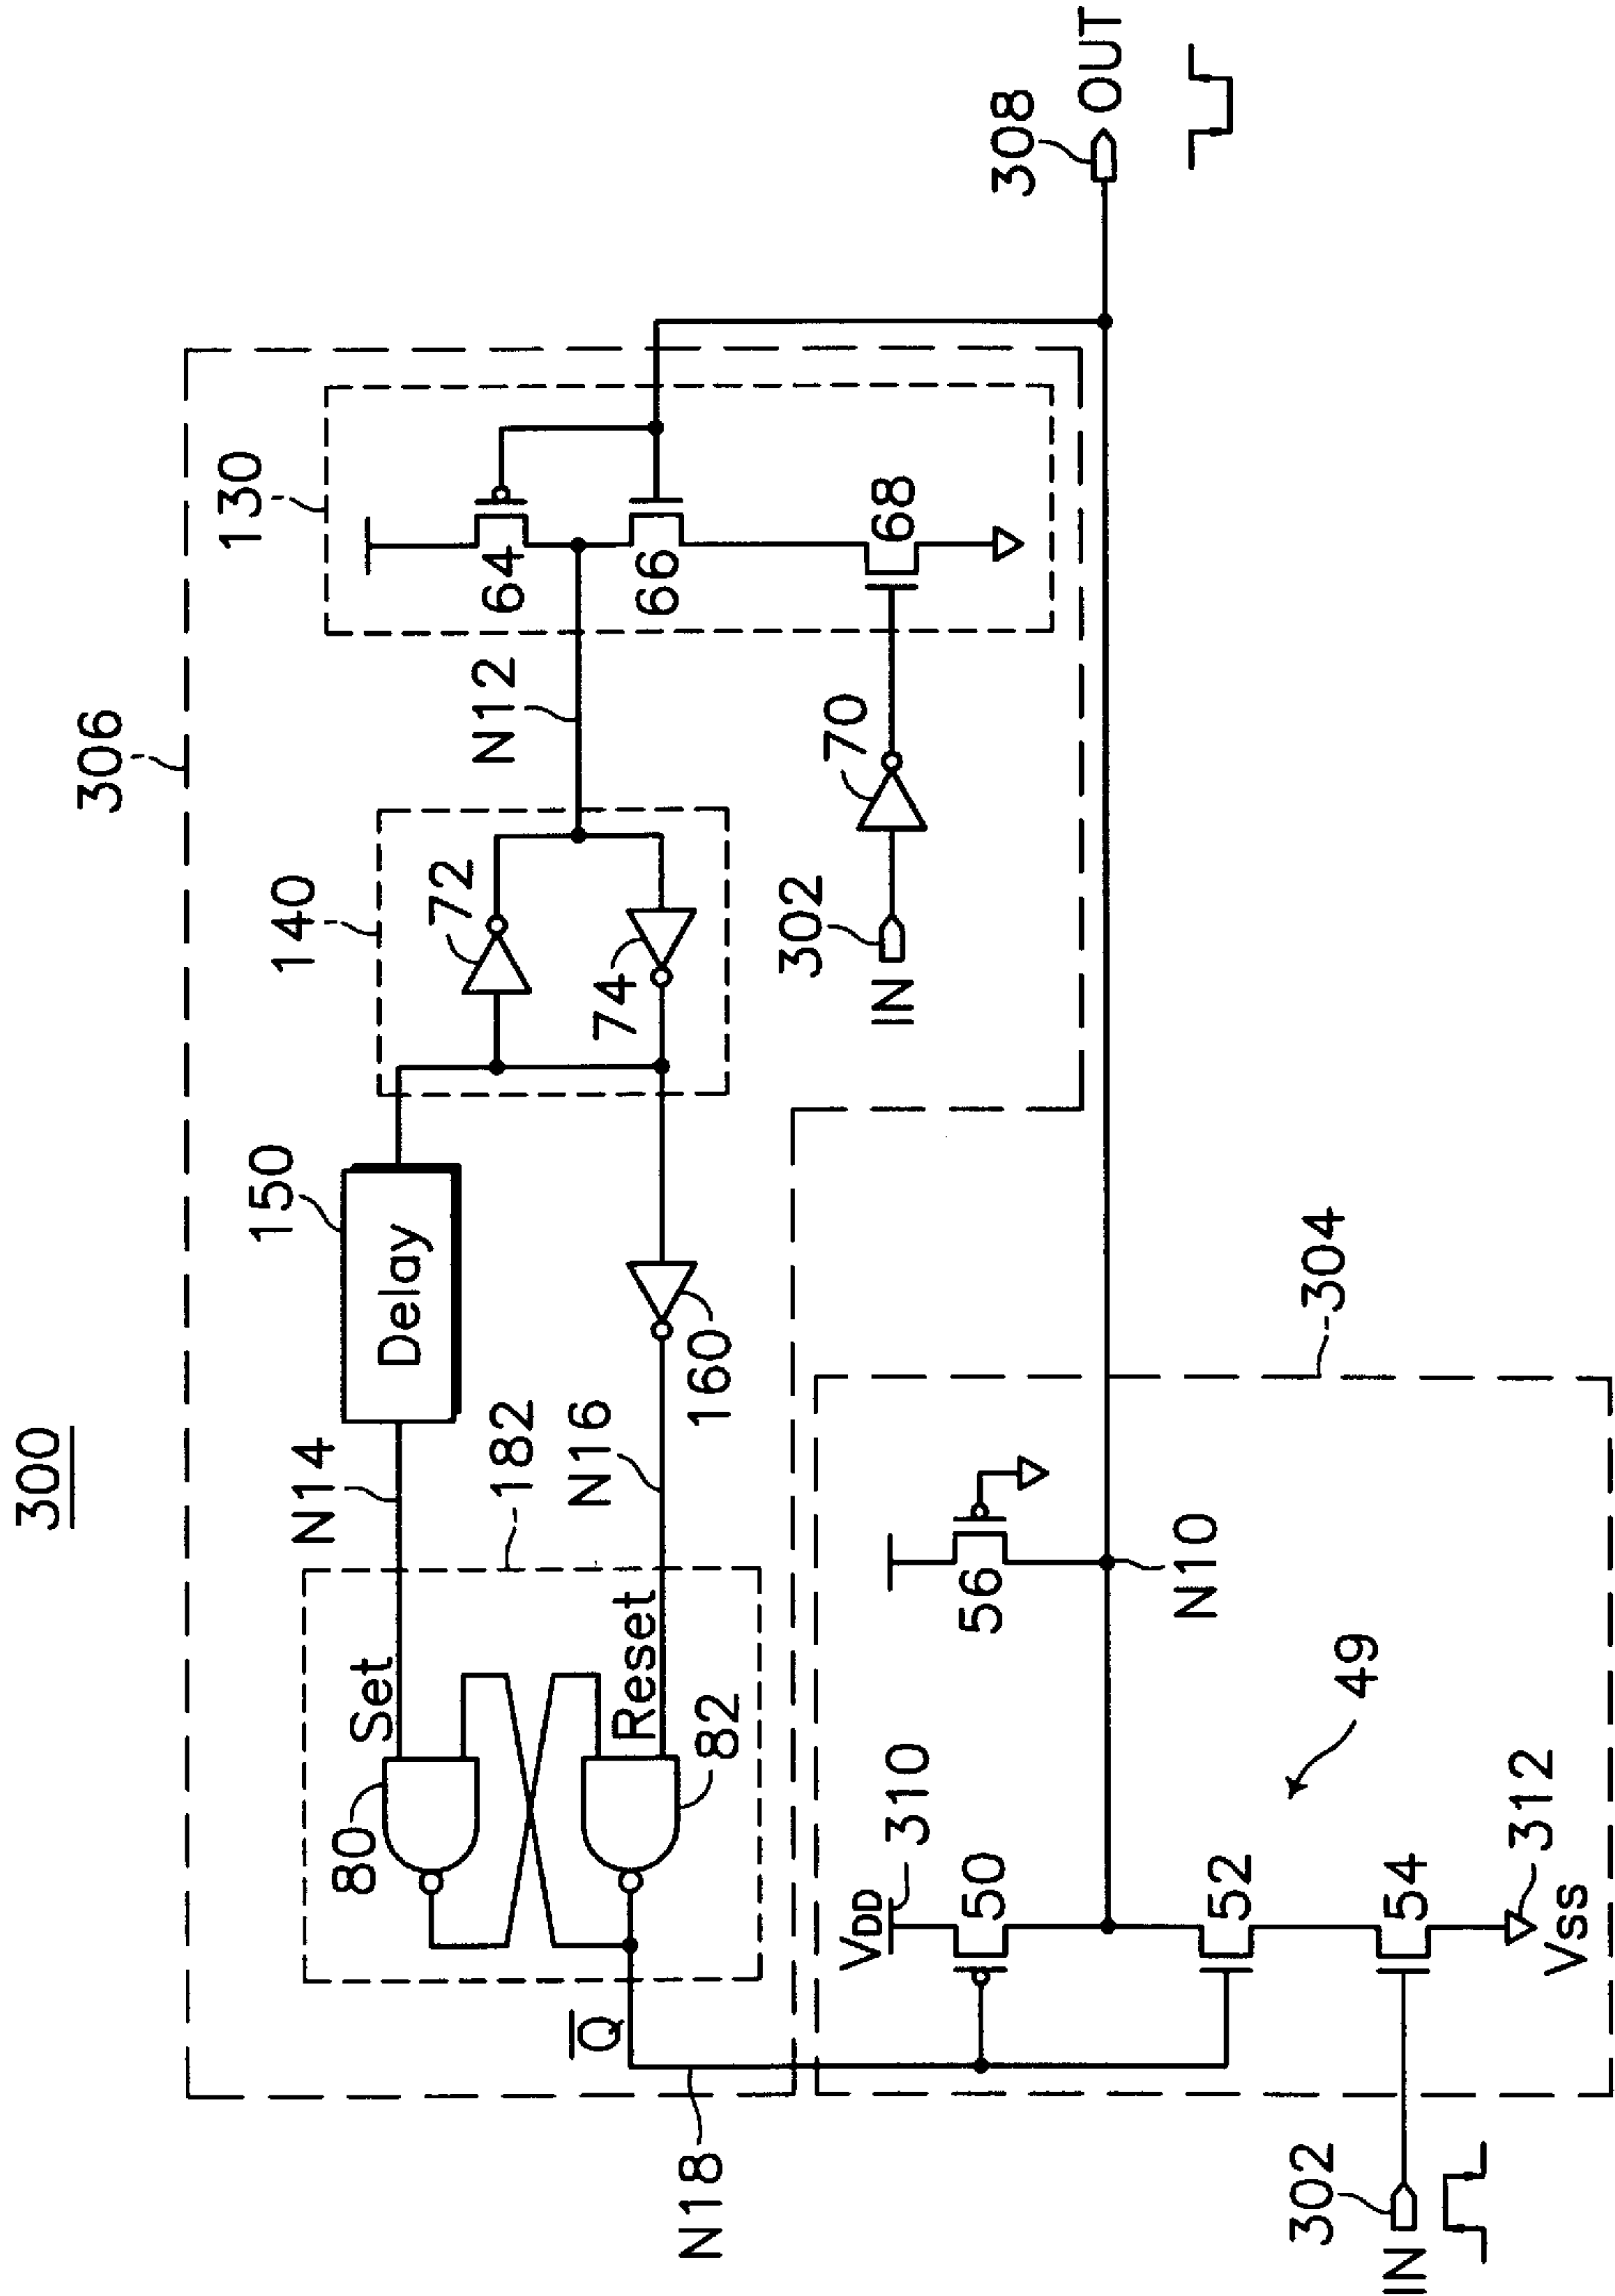 300
306
130
140
150
182
N14
Delay
N12
72
74
64
66
68
70
302
IN
N16
160
Set
Reset
80
82
Q̅
N18
304
310
VDD
50
52
54
56
N10
49
312
VSS
302
IN
308
OUT